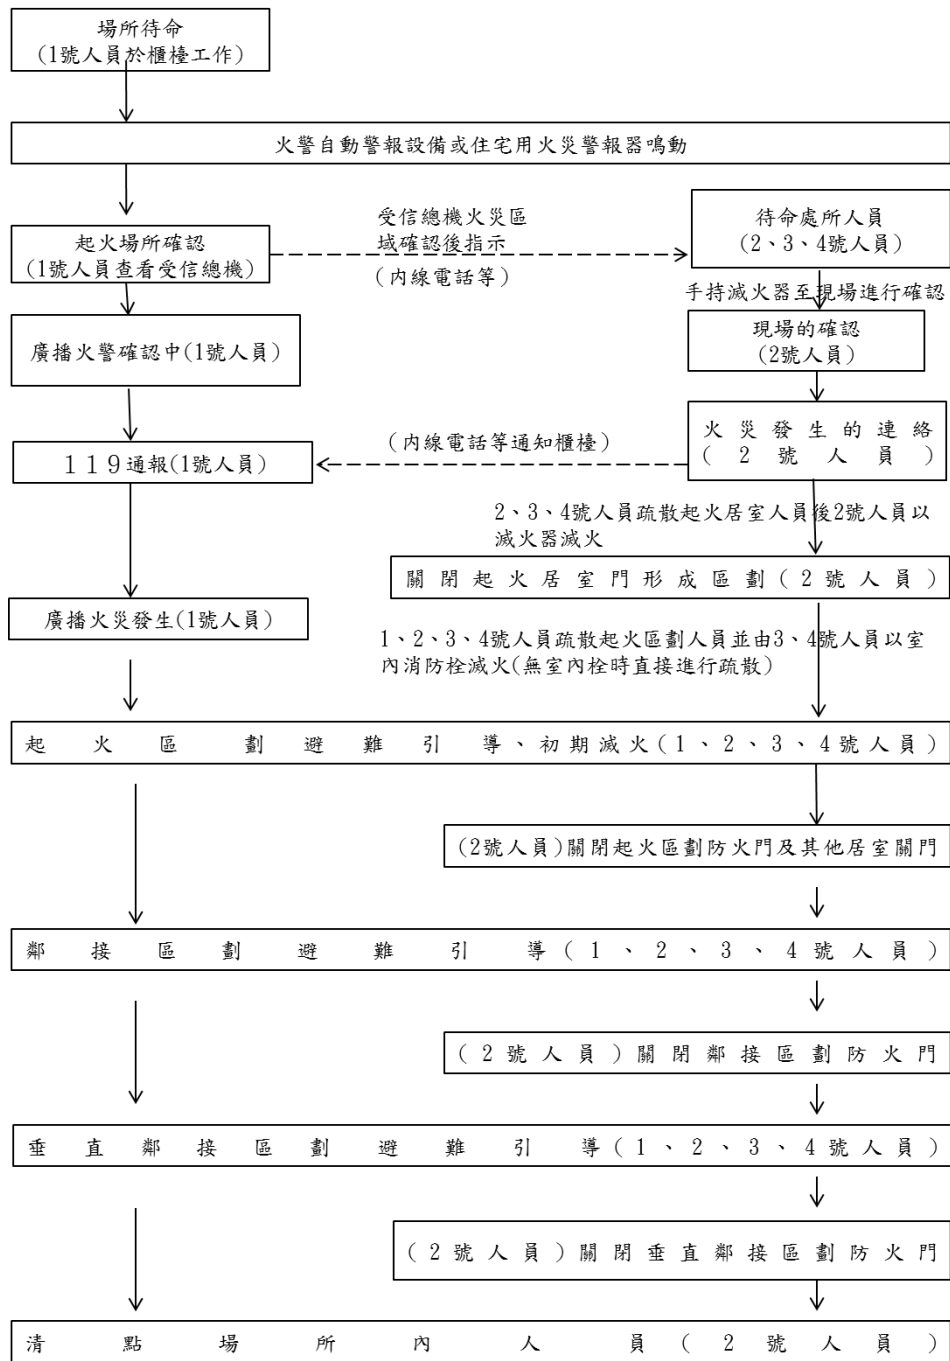 場所待命
(1號人員於櫃檯工作)
火警自動警報設備或住宅用火災警報器鳴動
受信總機火災區
域確認後指示
(內線電話等)
待命處所人員
(2、3、4號人員)
起火場所確認
(1號人員查看受信總機)
手持滅火器至現場進行確認
廣播火警確認中(1號人員)
現場的確認
(2號人員)
火災發生的連絡
(2號人員)
(內線電話等通知櫃檯)
１１９通報(1號人員)
2、3、4號人員疏散起火居室人員後2號人員以
滅火器滅火
關閉起火居室門形成區劃(2號人員)
廣播火災發生(1號人員)
1、2、3、4號人員疏散起火區劃人員並由3、4號人員以室
內消防栓滅火(無室內栓時直接進行疏散)
起火區劃避難引導、初期滅火(1、2、3、4號人員)
(2號人員)關閉起火區劃防火門及其他居室關門
鄰接區劃避難引導(1、2、3、4號人員)
(2號人員)關閉鄰接區劃防火門
垂直鄰接區劃避難引導(1、2、3、4號人員)
(2號人員)關閉垂直鄰接區劃防火門
清點場所內人員(2號人員)